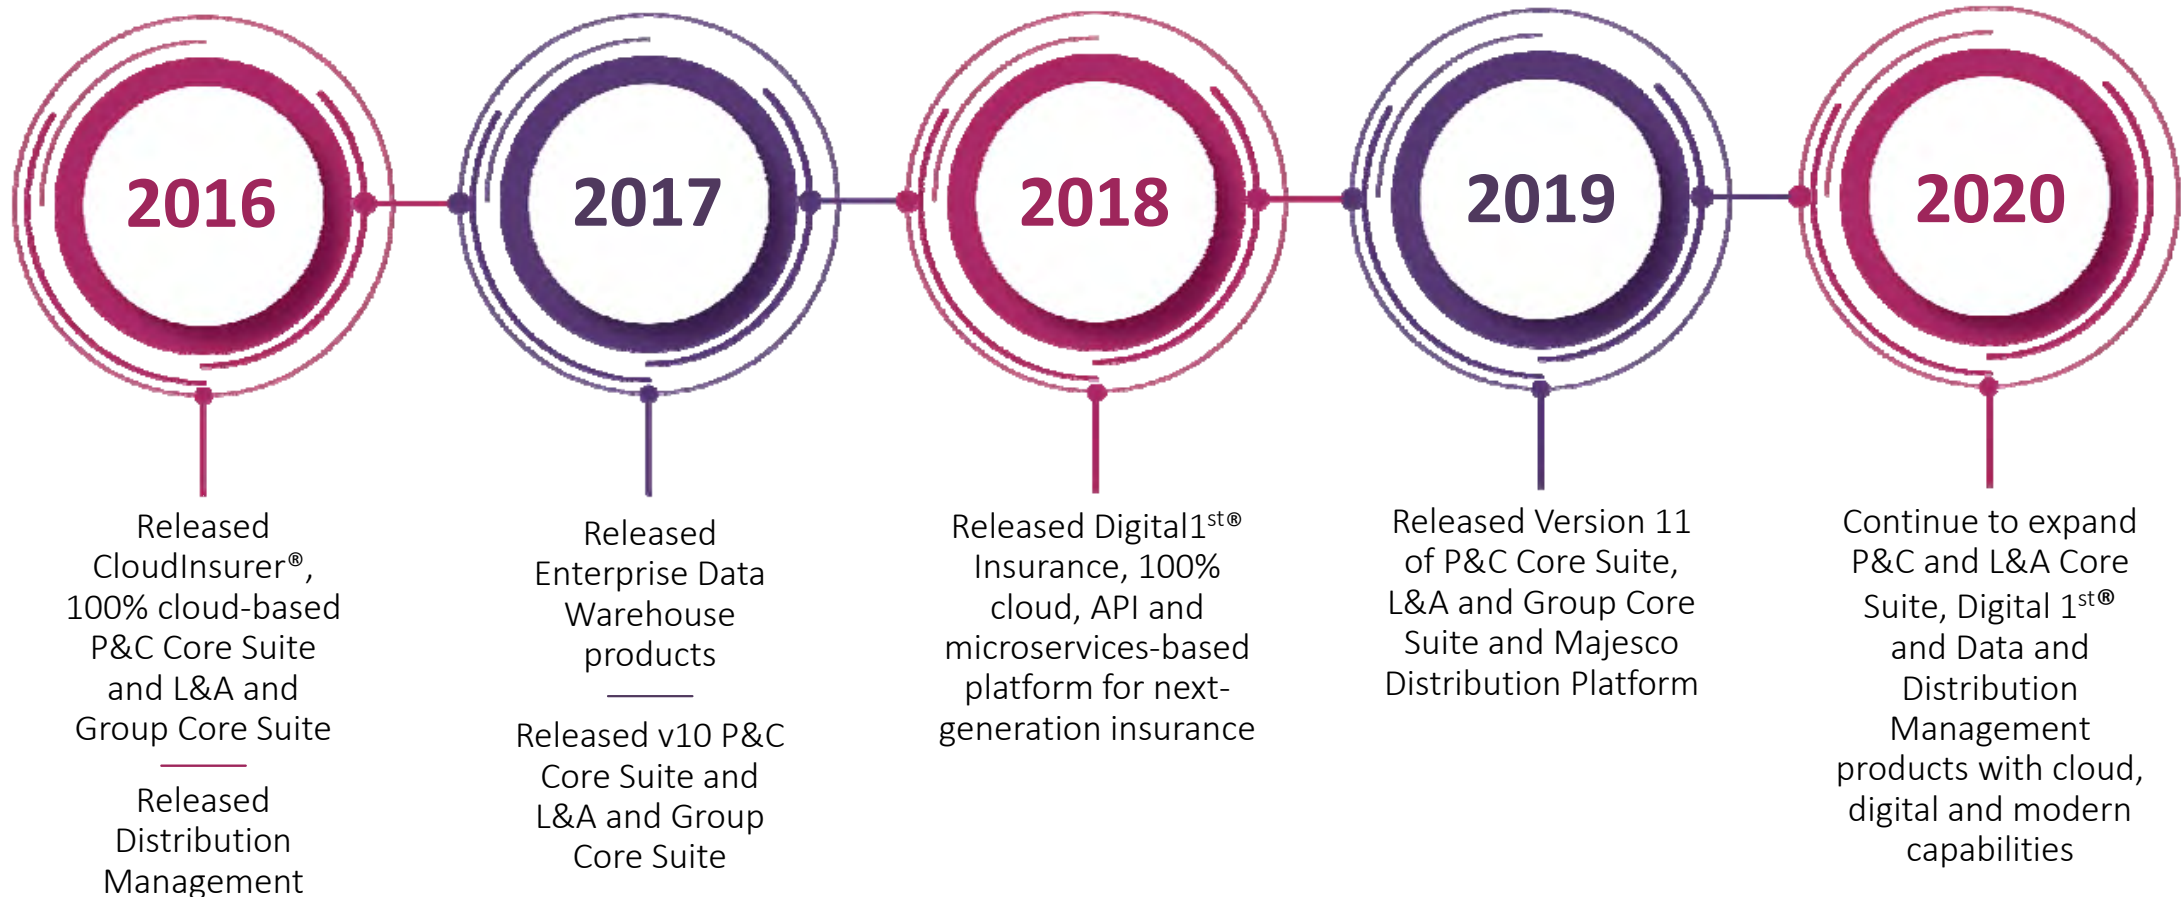 2016
Released
CloudInsurer®,
100% cloud-based
P&C Core Suite
and L&A and
Group Core Suite
Released
Distribution
Management
2017
Released
Enterprise Data
Warehouse
products
Released v10 P&C
Core Suite and
L&A and Group
Core Suite
2018
Released Digital1st®
Insurance, 100%
cloud, API and
microservices-based
platform for next-
generation insurance
2019
Released Version 11
of P&C Core Suite,
L&A and Group Core
Suite and Majesco
Distribution Platform
2020
Continue to expand
P&C and L&A Core
Suite, Digital 1st®
and Data and
Distribution
Management
products with cloud,
digital and modern
capabilities